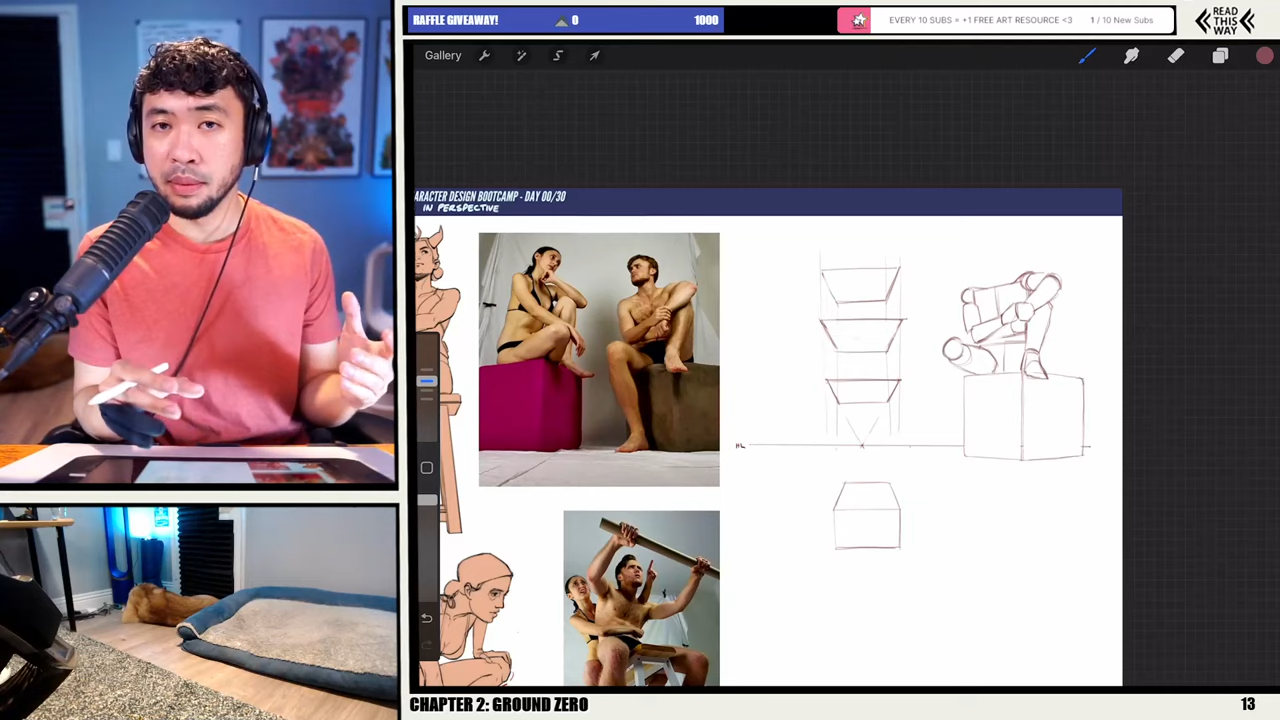 RAFFLE GIVEAWAY! 0 1000
EVERY 10 SUBS = +1 FREE ART RESOURCE <3 1 / 10 New Subs
READ
THIS
WAY
Gallery
ARACTER DESIGN BOOTCAMP - DAY 00/30
IN PERSPECTIVE
HL
CHAPTER 2: GROUND ZERO 13